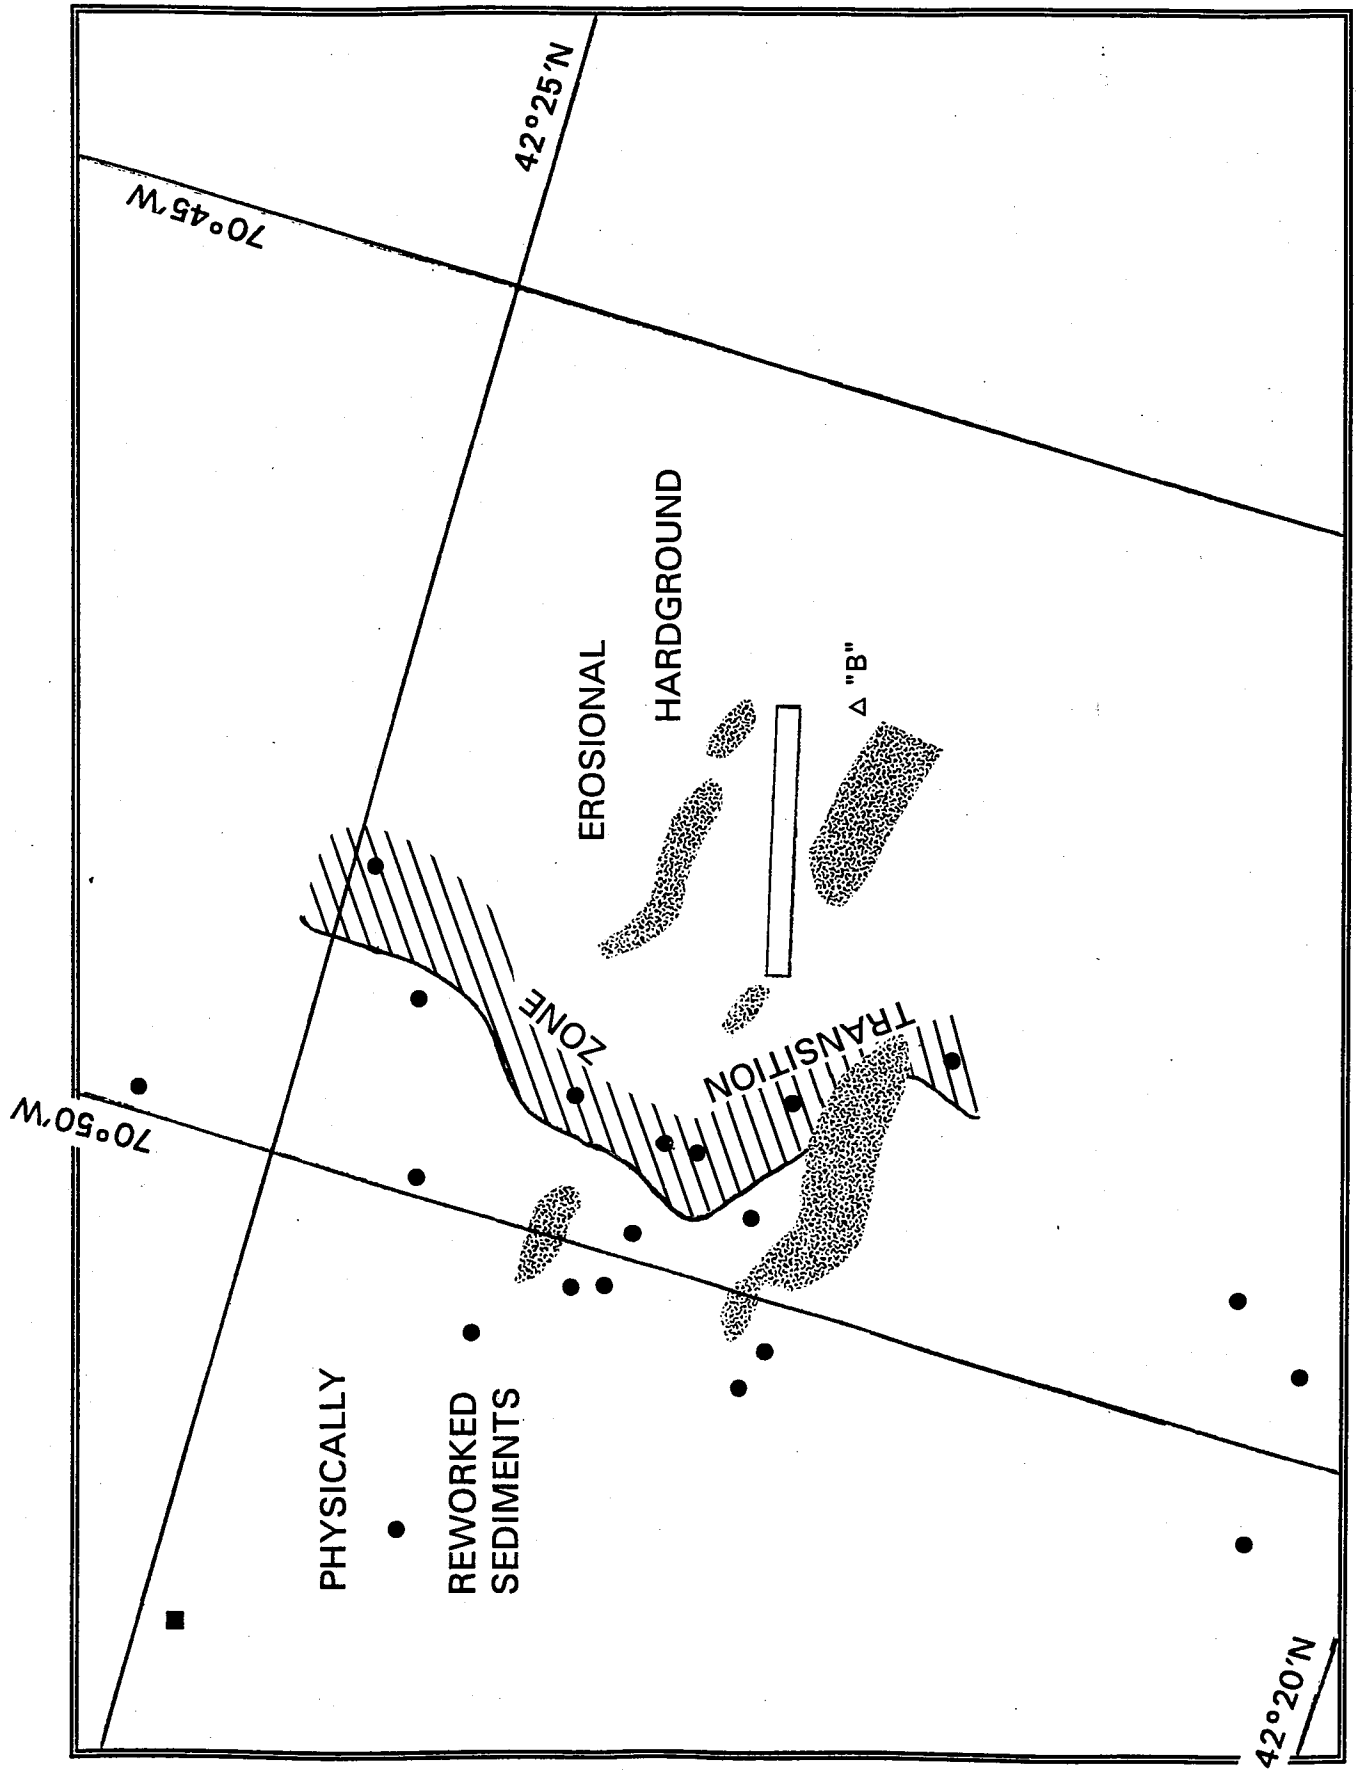 70°50'W
70°45'W
42°25'N
PHYSICALLY
REWORKED
SEDIMENTS
ZONE
TRANSITION
EROSIONAL
HARDGROUND
"B"
42°20'N